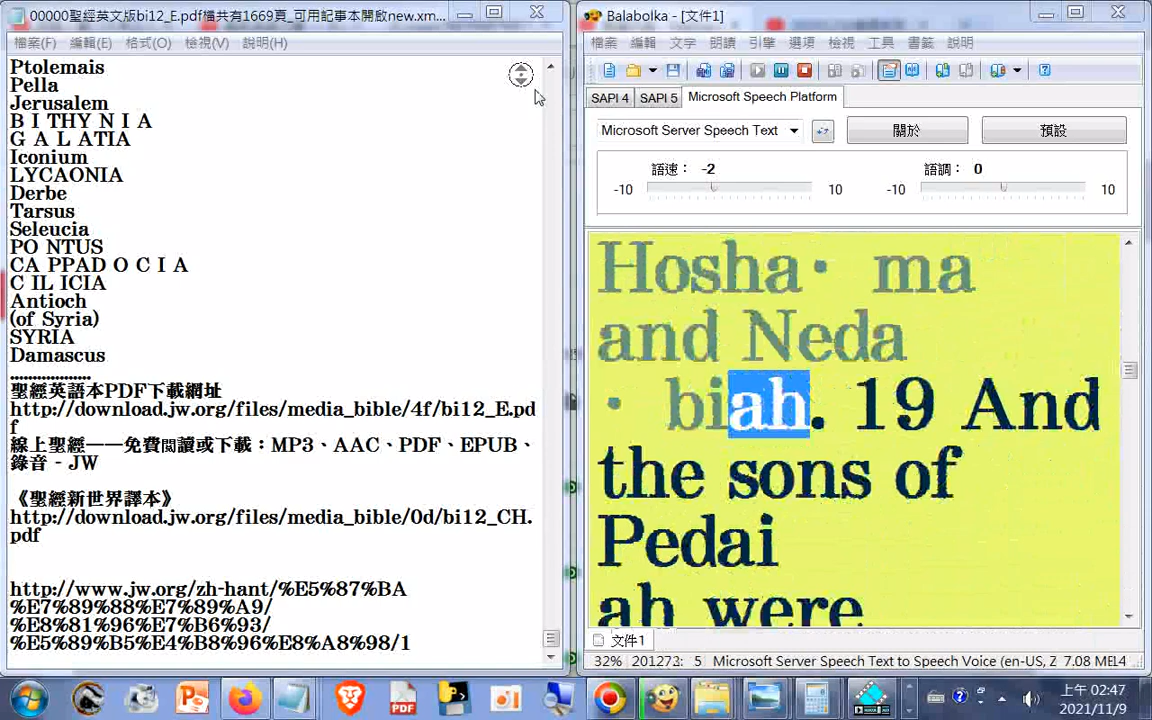 00000聖經英文版bi12_E.pdf檔共有1669頁_可用記事本開啟new.xm...
檔案(F) 編輯(E) 格式(O) 檢視(V) 說明(H)
Ptolemais
Pella
Jerusalem
B I THY N I A
G A L ATIA
Iconium
LYCAONIA
Derbe
Tarsus
Seleucia
PO NTUS
CA PPAD O C I A
C IL ICIA
Antioch
(of Syria)
SYRIA
Damascus
..................
聖經英語本PDF下載網址
http://download.jw.org/files/media_bible/4f/bi12_E.pd
f
線上聖經——免費閱讀或下載：MP3、AAC、PDF、EPUB、
錄音 - JW
《聖經新世界譯本》
http://download.jw.org/files/media_bible/0d/bi12_CH.
pdf
http://www.jw.org/zh-hant/%E5%87%BA
%E7%89%88%E7%89%A9/
%E8%81%96%E7%B6%93/
%E5%89%B5%E4%B8%96%E8%A8%98/1
Balabolka - [文件1]
檔案 編輯 文字 朗讀 引擎 選項 檢視 工具 書籤 說明
SAPI 4 SAPI 5 Microsoft Speech Platform
Microsoft Server Speech Text 關於 預設
語速： -2 語調： 0
-10 10 -10 10
Hosha· ma
and Neda
· biah. 19 And
the sons of
Pedai
ah were
文件1
32% 201272: 5 Microsoft Server Speech Text to Speech Voice (en-US, Z 7.08 ME
上午 02:47
2021/11/9